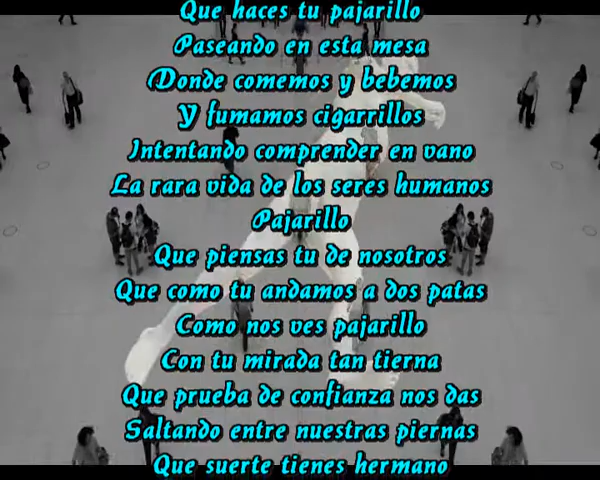 Que haces tu pajarillo
Paseando en esta mesa
Donde comemos y bebemos
Y fumamos cigarrillos
Intentando comprender en vano
La rara vida de los seres humanos
Pajarillo
Que piensas tu de nosotros
Que como tu andamos a dos patas
Como nos ves pajarillo
Con tu mirada tan tierna
Que prueba de confianza nos das
Saltando entre nuestras piernas
Que suerte tienes hermano